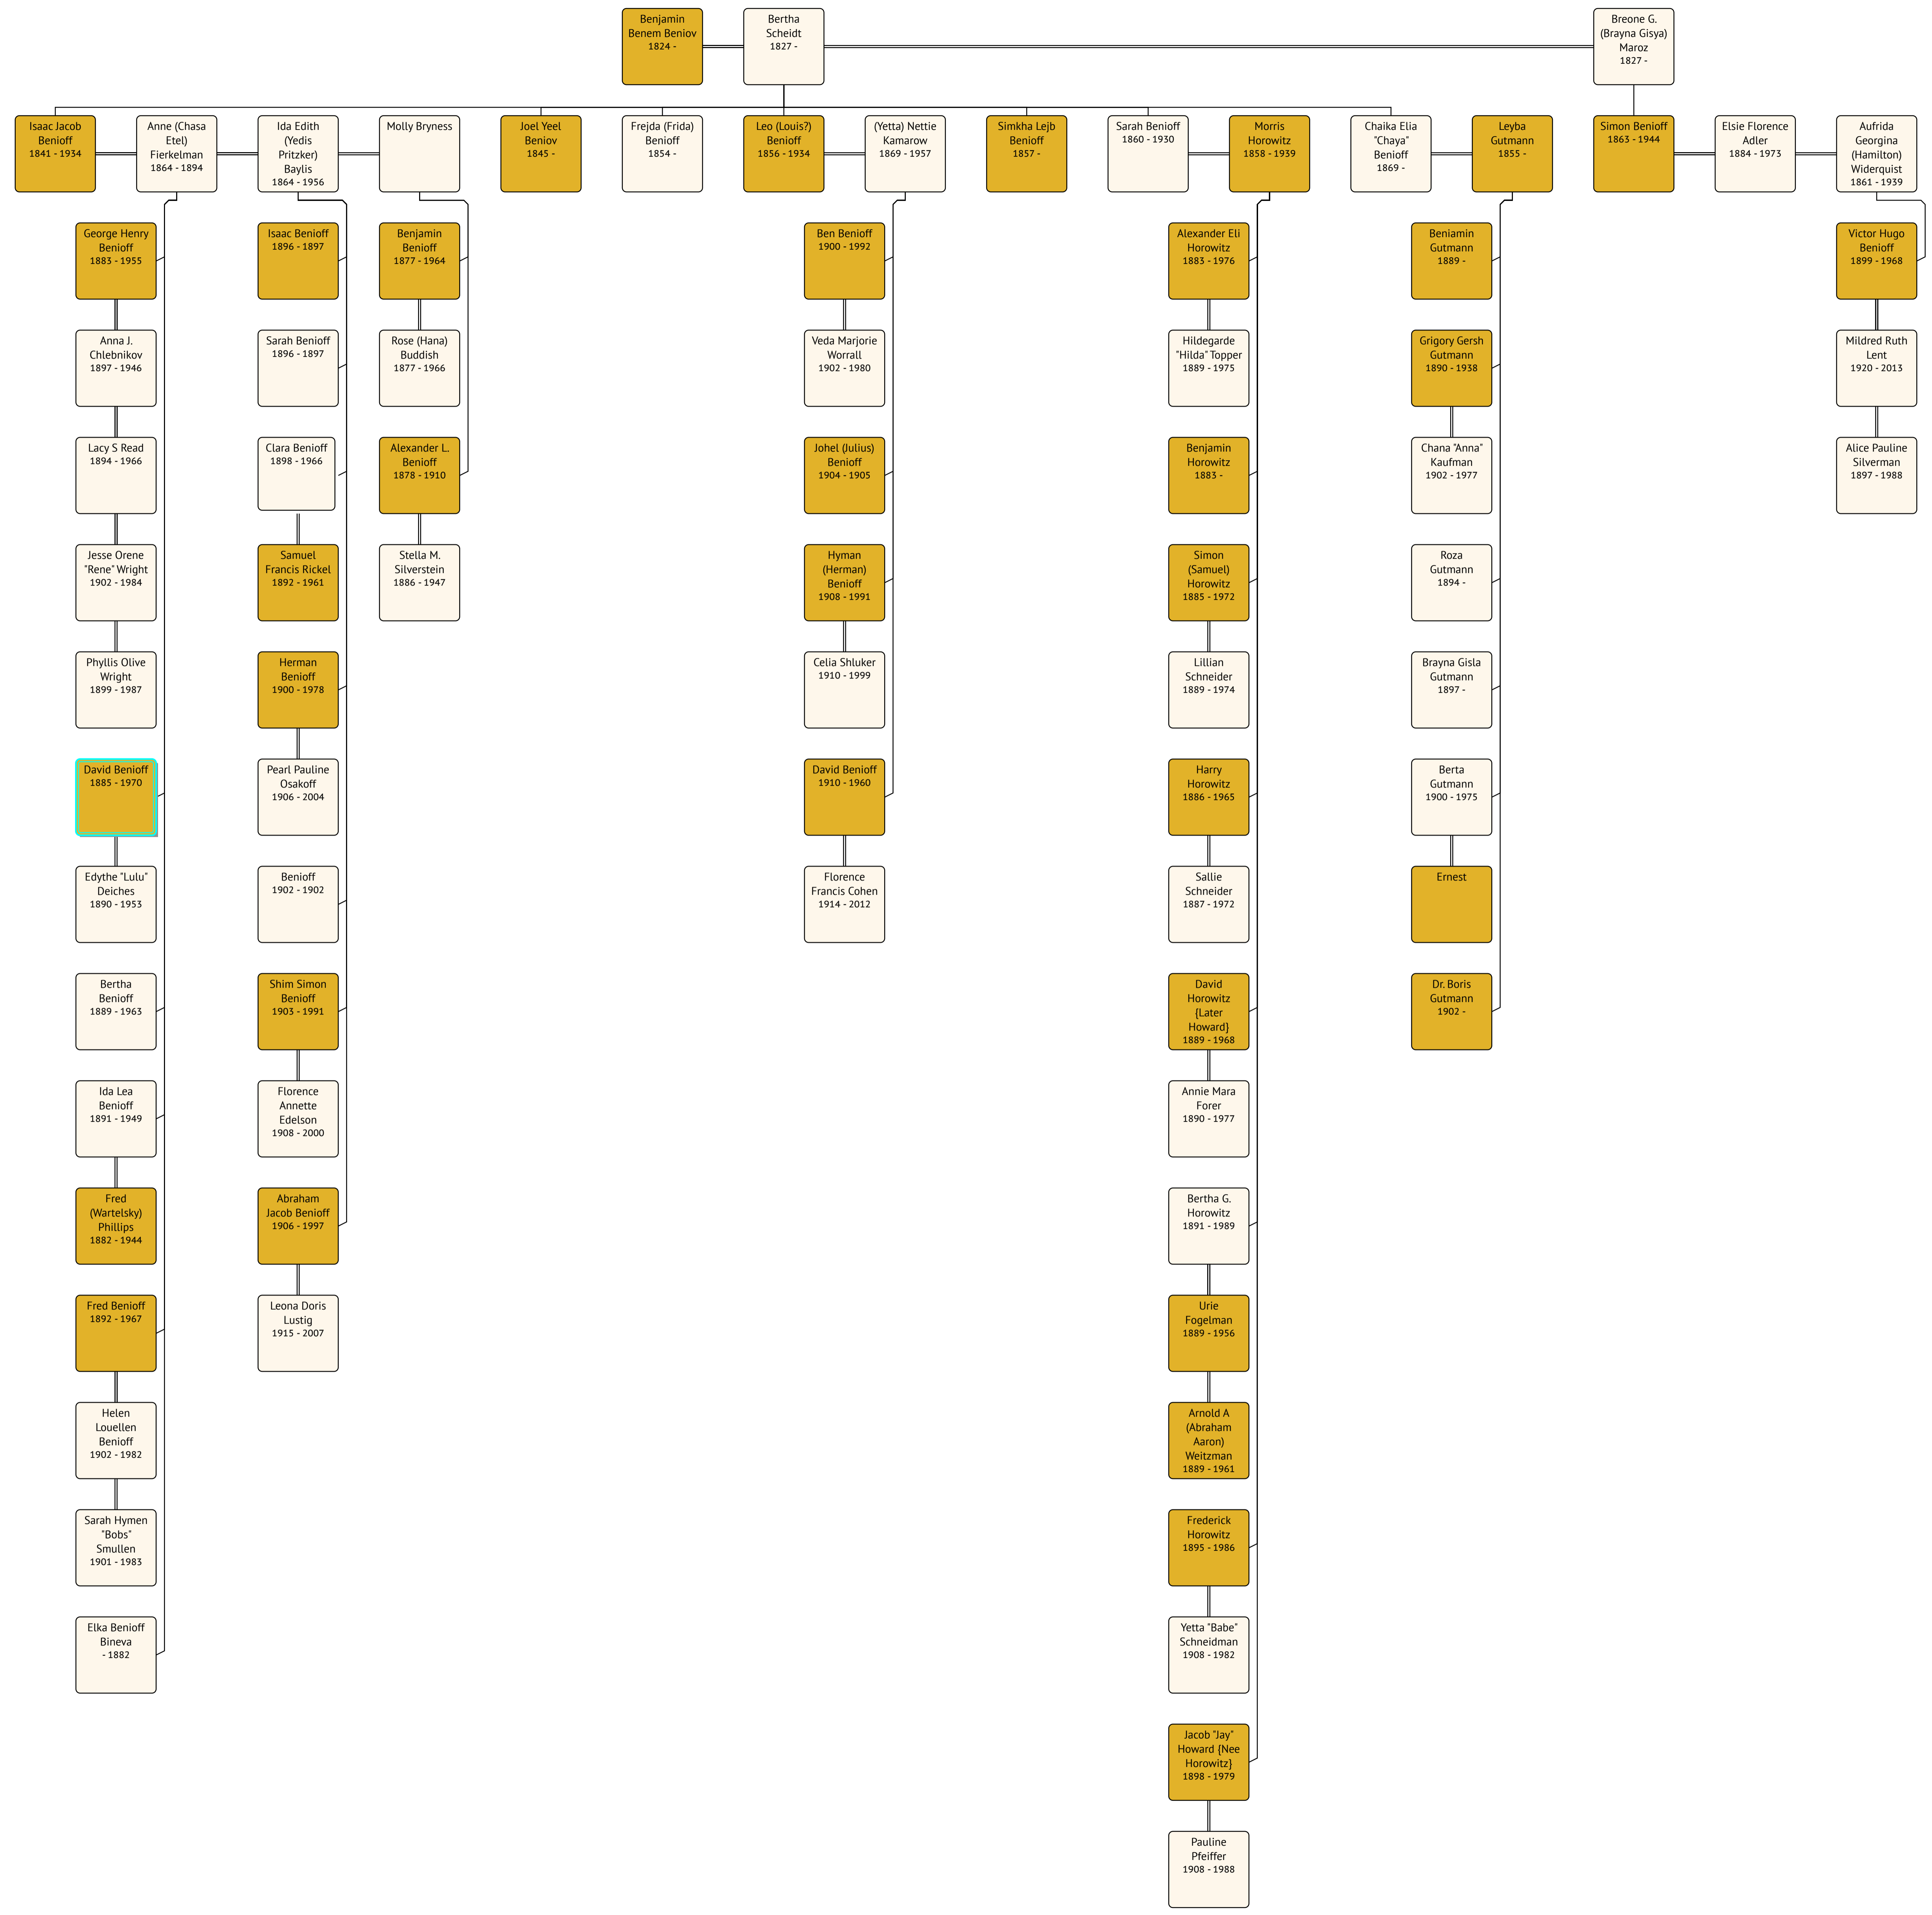 Benjamin
Benem Beniov
1824 -
Bertha
Scheidt
1827 -
Breone G.
(Brayna Gisya)
Maroz
1827 -
Isaac Jacob
Benioff
1841 - 1934
Anne (Chasa
Etel)
Fierkelman
1864 - 1894
Ida Edith
(Yedis
Pritzker)
Baylis
1864 - 1956
Molly Bryness
Joel Yeel
Beniov
1845 -
Frejda (Frida)
Benioff
1854 -
Leo (Louis?)
Benioff
1856 - 1934
(Yetta) Nettie
Kamarow
1869 - 1957
Simkha Lejb
Benioff
1857 -
Sarah Benioff
1860 - 1930
Morris
Horowitz
1858 - 1939
Chaika Elia
"Chaya"
Benioff
1869 -
Leyba
Gutmann
1855 -
Simon Benioff
1863 - 1944
Elsie Florence
Adler
1884 - 1973
Aufrida
Georgina
(Hamilton)
Widerquist
1861 - 1939
George Henry
Benioff
1883 - 1955
Anna J.
Chlebnikov
1897 - 1946
Lacy S Read
1894 - 1966
Jesse Orene
"Rene" Wright
1902 - 1984
Phyllis Olive
Wright
1899 - 1987
David Benioff
1885 - 1970
Edythe "Lulu"
Deiches
1890 - 1953
Bertha
Benioff
1889 - 1963
Ida Lea
Benioff
1891 - 1949
Fred
(Wartelsky)
Phillips
1882 - 1944
Fred Benioff
1892 - 1967
Helen
Louellen
Benioff
1902 - 1982
Sarah Hymen
"Bobs"
Smullen
1901 - 1983
Elka Benioff
Bineva
- 1882
Isaac Benioff
1896 - 1897
Sarah Benioff
1896 - 1897
Clara Benioff
1898 - 1966
Samuel
Francis Rickel
1892 - 1961
Herman
Benioff
1900 - 1978
Pearl Pauline
Osakoff
1906 - 2004
Benioff
1902 - 1902
Shim Simon
Benioff
1903 - 1991
Florence
Annette
Edelson
1908 - 2000
Abraham
Jacob Benioff
1906 - 1997
Leona Doris
Lustig
1915 - 2007
Benjamin
Benioff
1877 - 1964
Rose (Hana)
Buddish
1877 - 1966
Alexander L.
Benioff
1878 - 1910
Stella M.
Silverstein
1886 - 1947
Ben Benioff
1900 - 1992
Veda Marjorie
Worrall
1902 - 1980
Johel (Julius)
Benioff
1904 - 1905
Hyman
(Herman)
Benioff
1908 - 1991
Celia Shluker
1910 - 1999
David Benioff
1910 - 1960
Florence
Francis Cohen
1914 - 2012
Alexander Eli
Horowitz
1883 - 1976
Hildegarde
"Hilda" Topper
1889 - 1975
Benjamin
Horowitz
1883 -
Simon
(Samuel)
Horowitz
1885 - 1972
Lillian
Schneider
1889 - 1974
Harry
Horowitz
1886 - 1965
Sallie
Schneider
1887 - 1972
David
Horowitz
{Later
Howard}
1889 - 1968
Annie Mara
Forer
1890 - 1977
Bertha G.
Horowitz
1891 - 1989
Urie
Fogelman
1889 - 1956
Arnold A
(Abraham
Aaron)
Weitzman
1889 - 1961
Frederick
Horowitz
1895 - 1986
Yetta "Babe"
Schneidman
1908 - 1982
Jacob "Jay"
Howard {Nee
Horowitz}
1898 - 1979
Pauline
Pfeiffer
1908 - 1988
Beniamin
Gutmann
1889 -
Grigory Gersh
Gutmann
1890 - 1938
Chana "Anna"
Kaufman
1902 - 1977
Roza
Gutmann
1894 -
Brayna Gisla
Gutmann
1897 -
Berta
Gutmann
1900 - 1975
Ernest
Dr. Boris
Gutmann
1902 -
Victor Hugo
Benioff
1899 - 1968
Mildred Ruth
Lent
1920 - 2013
Alice Pauline
Silverman
1897 - 1988